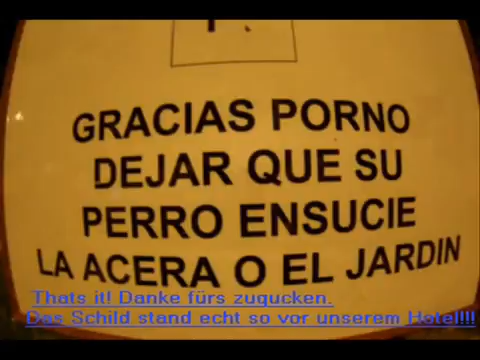 GRACIAS PORNO
DEJAR QUE SU
PERRO ENSUCIE
LA ACERA O EL JARDIN
Thats it! Danke fürs zugucken.
Das Schild stand echt so vor unserem Hotel!!!